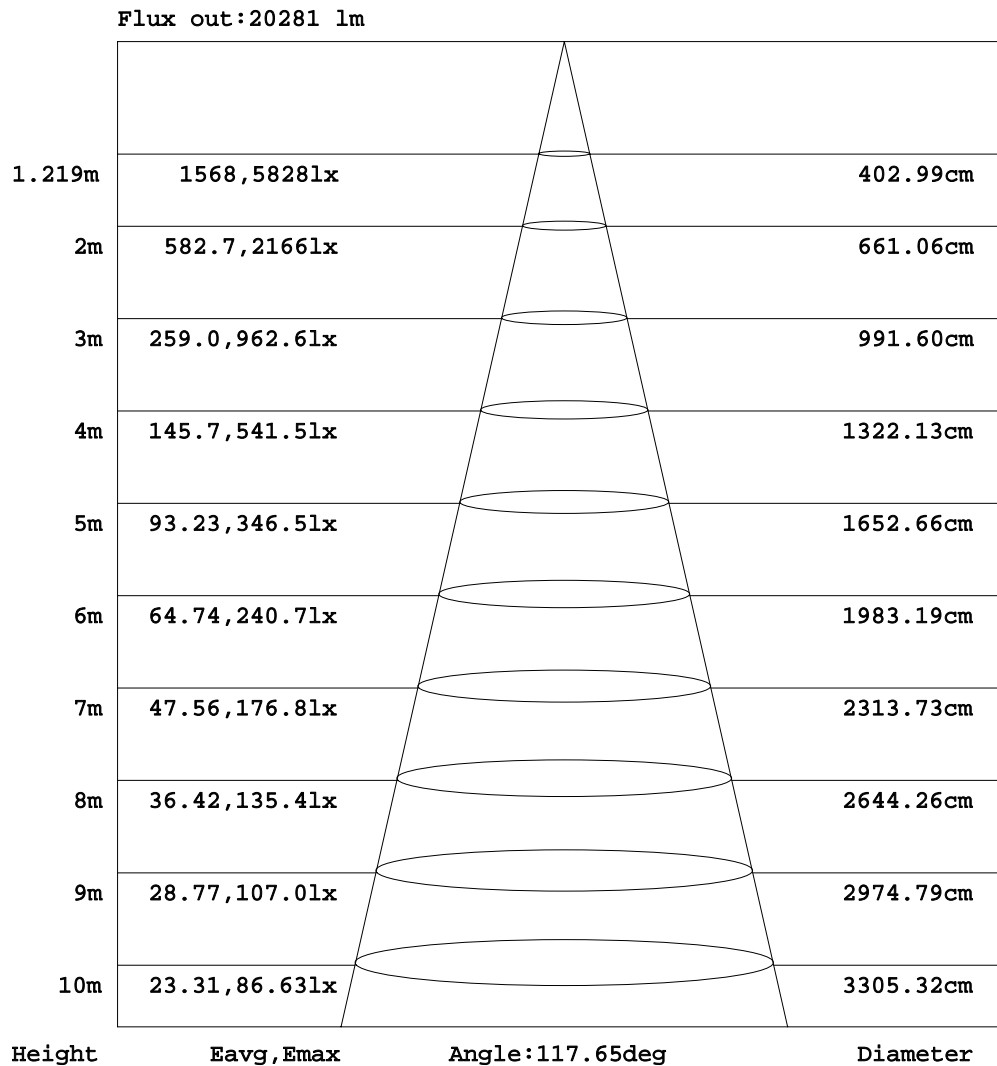 Flux out:20281 lm
1.219m 1568,5828lx 402.99cm
2m 582.7,2166lx 661.06cm
3m 259.0,962.6lx 991.60cm
4m 145.7,541.5lx 1322.13cm
5m 93.23,346.5lx 1652.66cm
6m 64.74,240.7lx 1983.19cm
7m 47.56,176.8lx 2313.73cm
8m 36.42,135.4lx 2644.26cm
9m 28.77,107.0lx 2974.79cm
10m 23.31,86.63lx 3305.32cm
Height Eavg,Emax Angle:117.65deg Diameter